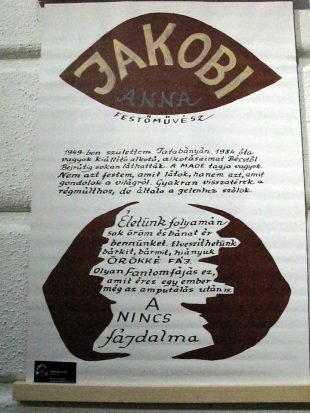 JAKOBI
ANNA
FESTŐMŰVÉSZ
1949-ben születtem Tatabányán. 1984 óta
vagyok kiállító alkotó, alkotásaimat Bécstől
Bejrútig sokan láthatták. A MAOE tagja vagyok.
Nem azt festem, amit látok, hanem azt, amit
gondolok a világról. Gyakran visszatérek a
régmúlthoz, de általa a jelenhez szólok.
Életünk folyamán
sok öröm és bánat ér
bennünket. Elveszíthetünk
bárkit, bármit, hiányuk
ÖRÖKKÉ FÁJ.
Olyan Fantomfájás ez,
amit érez egy ember
még az amputálás után is.
A
NINCS
fájdalma